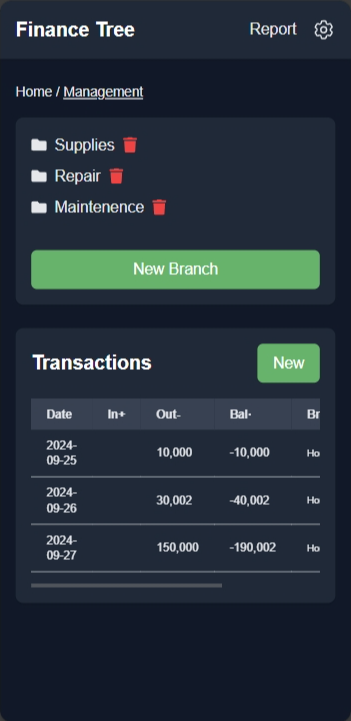 Finance Tree Report
Home / Management
Supplies
Repair
Maintenence
New Branch
Transactions New
Date In+ Out- Bal· Br
2024-
09-25 10,000 -10,000 Ho
2024-
09-26 30,002 -40,002 Ho
2024-
09-27 150,000 -190,002 Ho